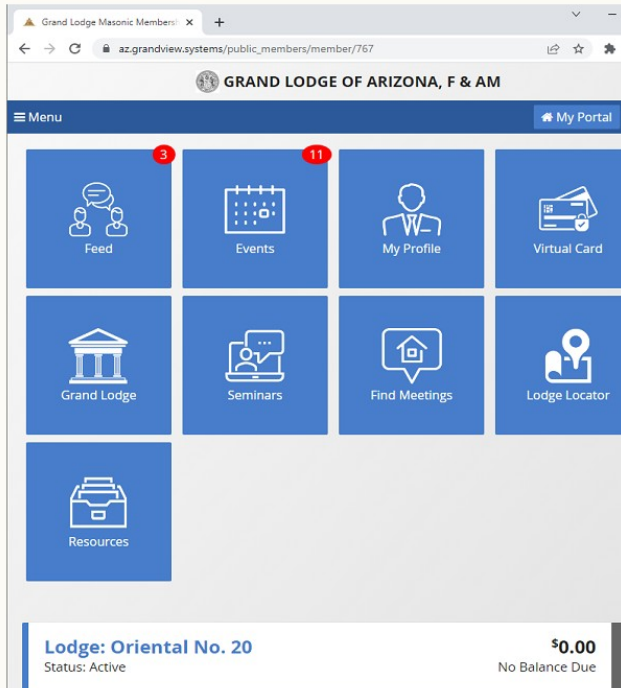 Grand Lodge Masonic Members
az.grandview.systems/public_members/member/767
GRAND LODGE OF ARIZONA, F & AM
Menu
My Portal
3
11
Feed
Events
My Profile
Virtual Card
Grand Lodge
Seminars
Find Meetings
Lodge Locator
Resources
Lodge: Oriental No. 20
$0.00
Status: Active
No Balance Due